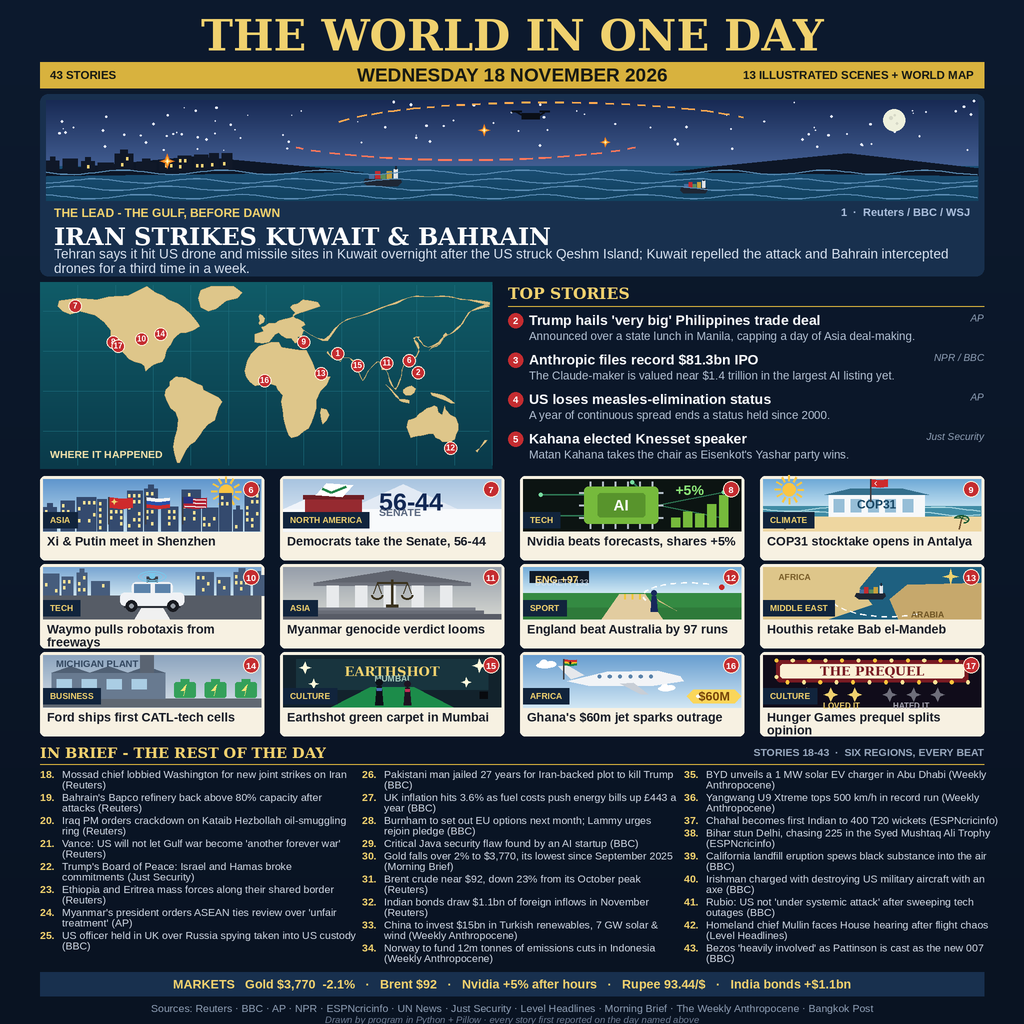 THE WORLD IN ONE DAY
43 STORIES
WEDNESDAY 18 NOVEMBER 2026
13 ILLUSTRATED SCENES + WORLD MAP
THE LEAD - THE GULF, BEFORE DAWN
1 · Reuters / BBC / WSJ
IRAN STRIKES KUWAIT & BAHRAIN
Tehran says it hit US drone and missile sites in Kuwait overnight after the US struck Qeshm Island; Kuwait repelled the attack and Bahrain intercepted
drones for a third time in a week.
7
17
10
14
9
1
15
11
6
2
16
13
12
WHERE IT HAPPENED
TOP STORIES
2 Trump hails 'very big' Philippines trade deal
AP
Announced over a state lunch in Manila, capping a day of Asia deal-making.
3 Anthropic files record $81.3bn IPO
NPR / BBC
The Claude-maker is valued near $1.4 trillion in the largest AI listing yet.
4 US loses measles-elimination status
AP
A year of continuous spread ends a status held since 2000.
5 Kahana elected Knesset speaker
Just Security
Matan Kahana takes the chair as Eisenkot's Yashar party wins.
6
ASIA
Xi & Putin meet in Shenzhen
7
56-44
SENATE
NORTH AMERICA
Democrats take the Senate, 56-44
8
+5%
AI
TECH
Nvidia beats forecasts, shares +5%
9
COP31
CLIMATE
COP31 stocktake opens in Antalya
10
TECH
Waymo pulls robotaxis from
freeways
11
ASIA
Myanmar genocide verdict looms
12
ENG +97
SPORT
England beat Australia by 97 runs
13
AFRICA
ARABIA
MIDDLE EAST
Houthis retake Bab el-Mandeb
14
MICHIGAN PLANT
BUSINESS
Ford ships first CATL-tech cells
15
EARTHSHOT
MUMBAI
CULTURE
Earthshot green carpet in Mumbai
16
$60M
AFRICA
Ghana's $60m jet sparks outrage
17
THE PREQUEL
LOVED IT
HATED IT
CULTURE
Hunger Games prequel splits
opinion
IN BRIEF - THE REST OF THE DAY
STORIES 18-43 · SIX REGIONS, EVERY BEAT
18. Mossad chief lobbied Washington for new joint strikes on Iran
(Reuters)
19. Bahrain's Bapco refinery back above 80% capacity after
attacks (Reuters)
20. Iraq PM orders crackdown on Kataib Hezbollah oil-smuggling
ring (Reuters)
21. Vance: US will not let Gulf war become 'another forever war'
(Reuters)
22. Trump's Board of Peace: Israel and Hamas broke
commitments (Just Security)
23. Ethiopia and Eritrea mass forces along their shared border
(Reuters)
24. Myanmar's president orders ASEAN ties review over 'unfair
treatment' (AP)
25. US officer held in UK over Russia spying taken into US custody
(BBC)
26. Pakistani man jailed 27 years for Iran-backed plot to kill Trump
(BBC)
27. UK inflation hits 3.6% as fuel costs push energy bills up £443 a
year (BBC)
28. Burnham to set out EU options next month; Lammy urges
rejoin pledge (BBC)
29. Critical Java security flaw found by an AI startup (BBC)
30. Gold falls over 2% to $3,770, its lowest since September 2025
(Morning Brief)
31. Brent crude near $92, down 23% from its October peak
(Reuters)
32. Indian bonds draw $1.1bn of foreign inflows in November
(Reuters)
33. China to invest $15bn in Turkish renewables, 7 GW solar &
wind (Weekly Anthropocene)
34. Norway to fund 12m tonnes of emissions cuts in Indonesia
(Weekly Anthropocene)
35. BYD unveils a 1 MW solar EV charger in Abu Dhabi (Weekly
Anthropocene)
36. Yangwang U9 Xtreme tops 500 km/h in record run (Weekly
Anthropocene)
37. Chahal becomes first Indian to 400 T20 wickets (ESPNcricinfo)
38. Bihar stun Delhi, chasing 225 in the Syed Mushtaq Ali Trophy
(ESPNcricinfo)
39. California landfill eruption spews black substance into the air
(BBC)
40. Irishman charged with destroying US military aircraft with an
axe (BBC)
41. Rubio: US not 'under systemic attack' after sweeping tech
outages (BBC)
42. Homeland chief Mullin faces House hearing after flight chaos
(Level Headlines)
43. Bezos 'heavily involved' as Pattinson is cast as the new 007
(BBC)
MARKETS Gold $3,770 -2.1% · Brent $92 · Nvidia +5% after hours · Rupee 93.44/$ · India bonds +$1.1bn
Sources: Reuters · BBC · AP · NPR · ESPNcricinfo · UN News · Just Security · Level Headlines · Morning Brief · The Weekly Anthropocene · Bangkok Post
Drawn by program in Python + Pillow · every story first reported on the day named above